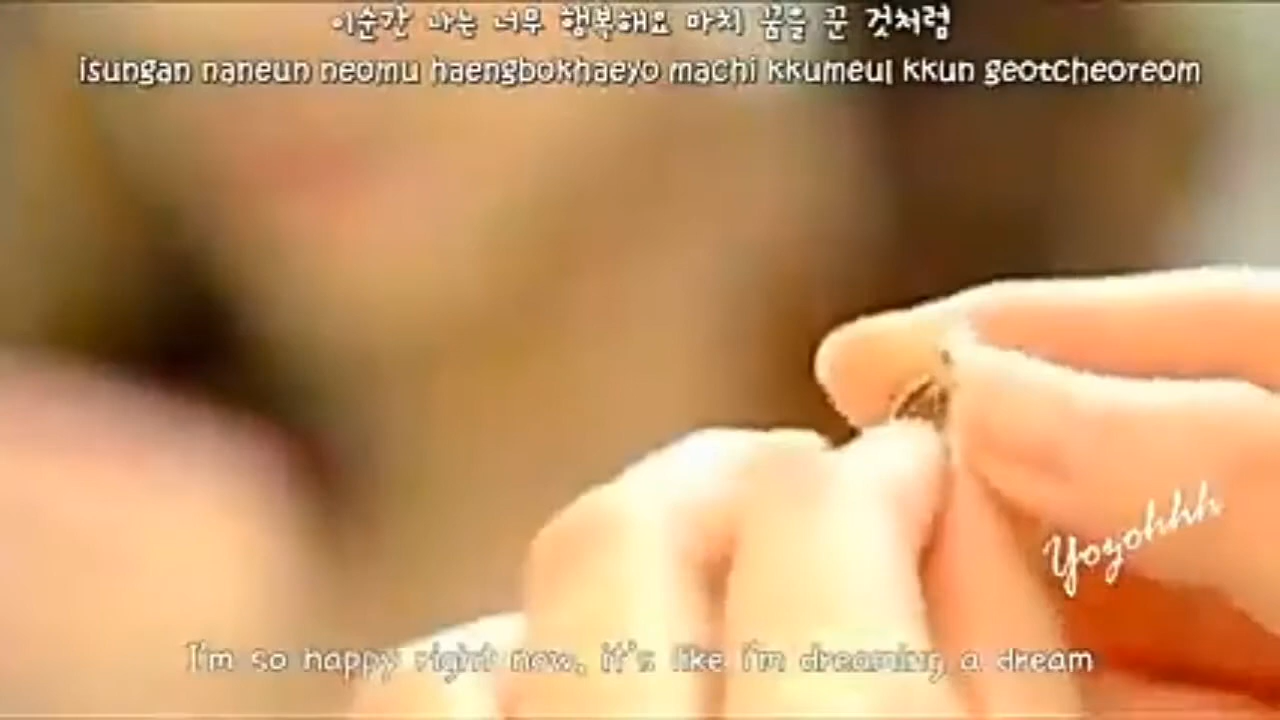 이순간 나는 너무 행복해요 마치 꿈을 꾼 것처럼
isungan naneun neomu haengbokhaeyo machi kkumeul kkun geotcheoreom
Yoyohhh
I'm so happy right now, it's like i'm dreaming a dream